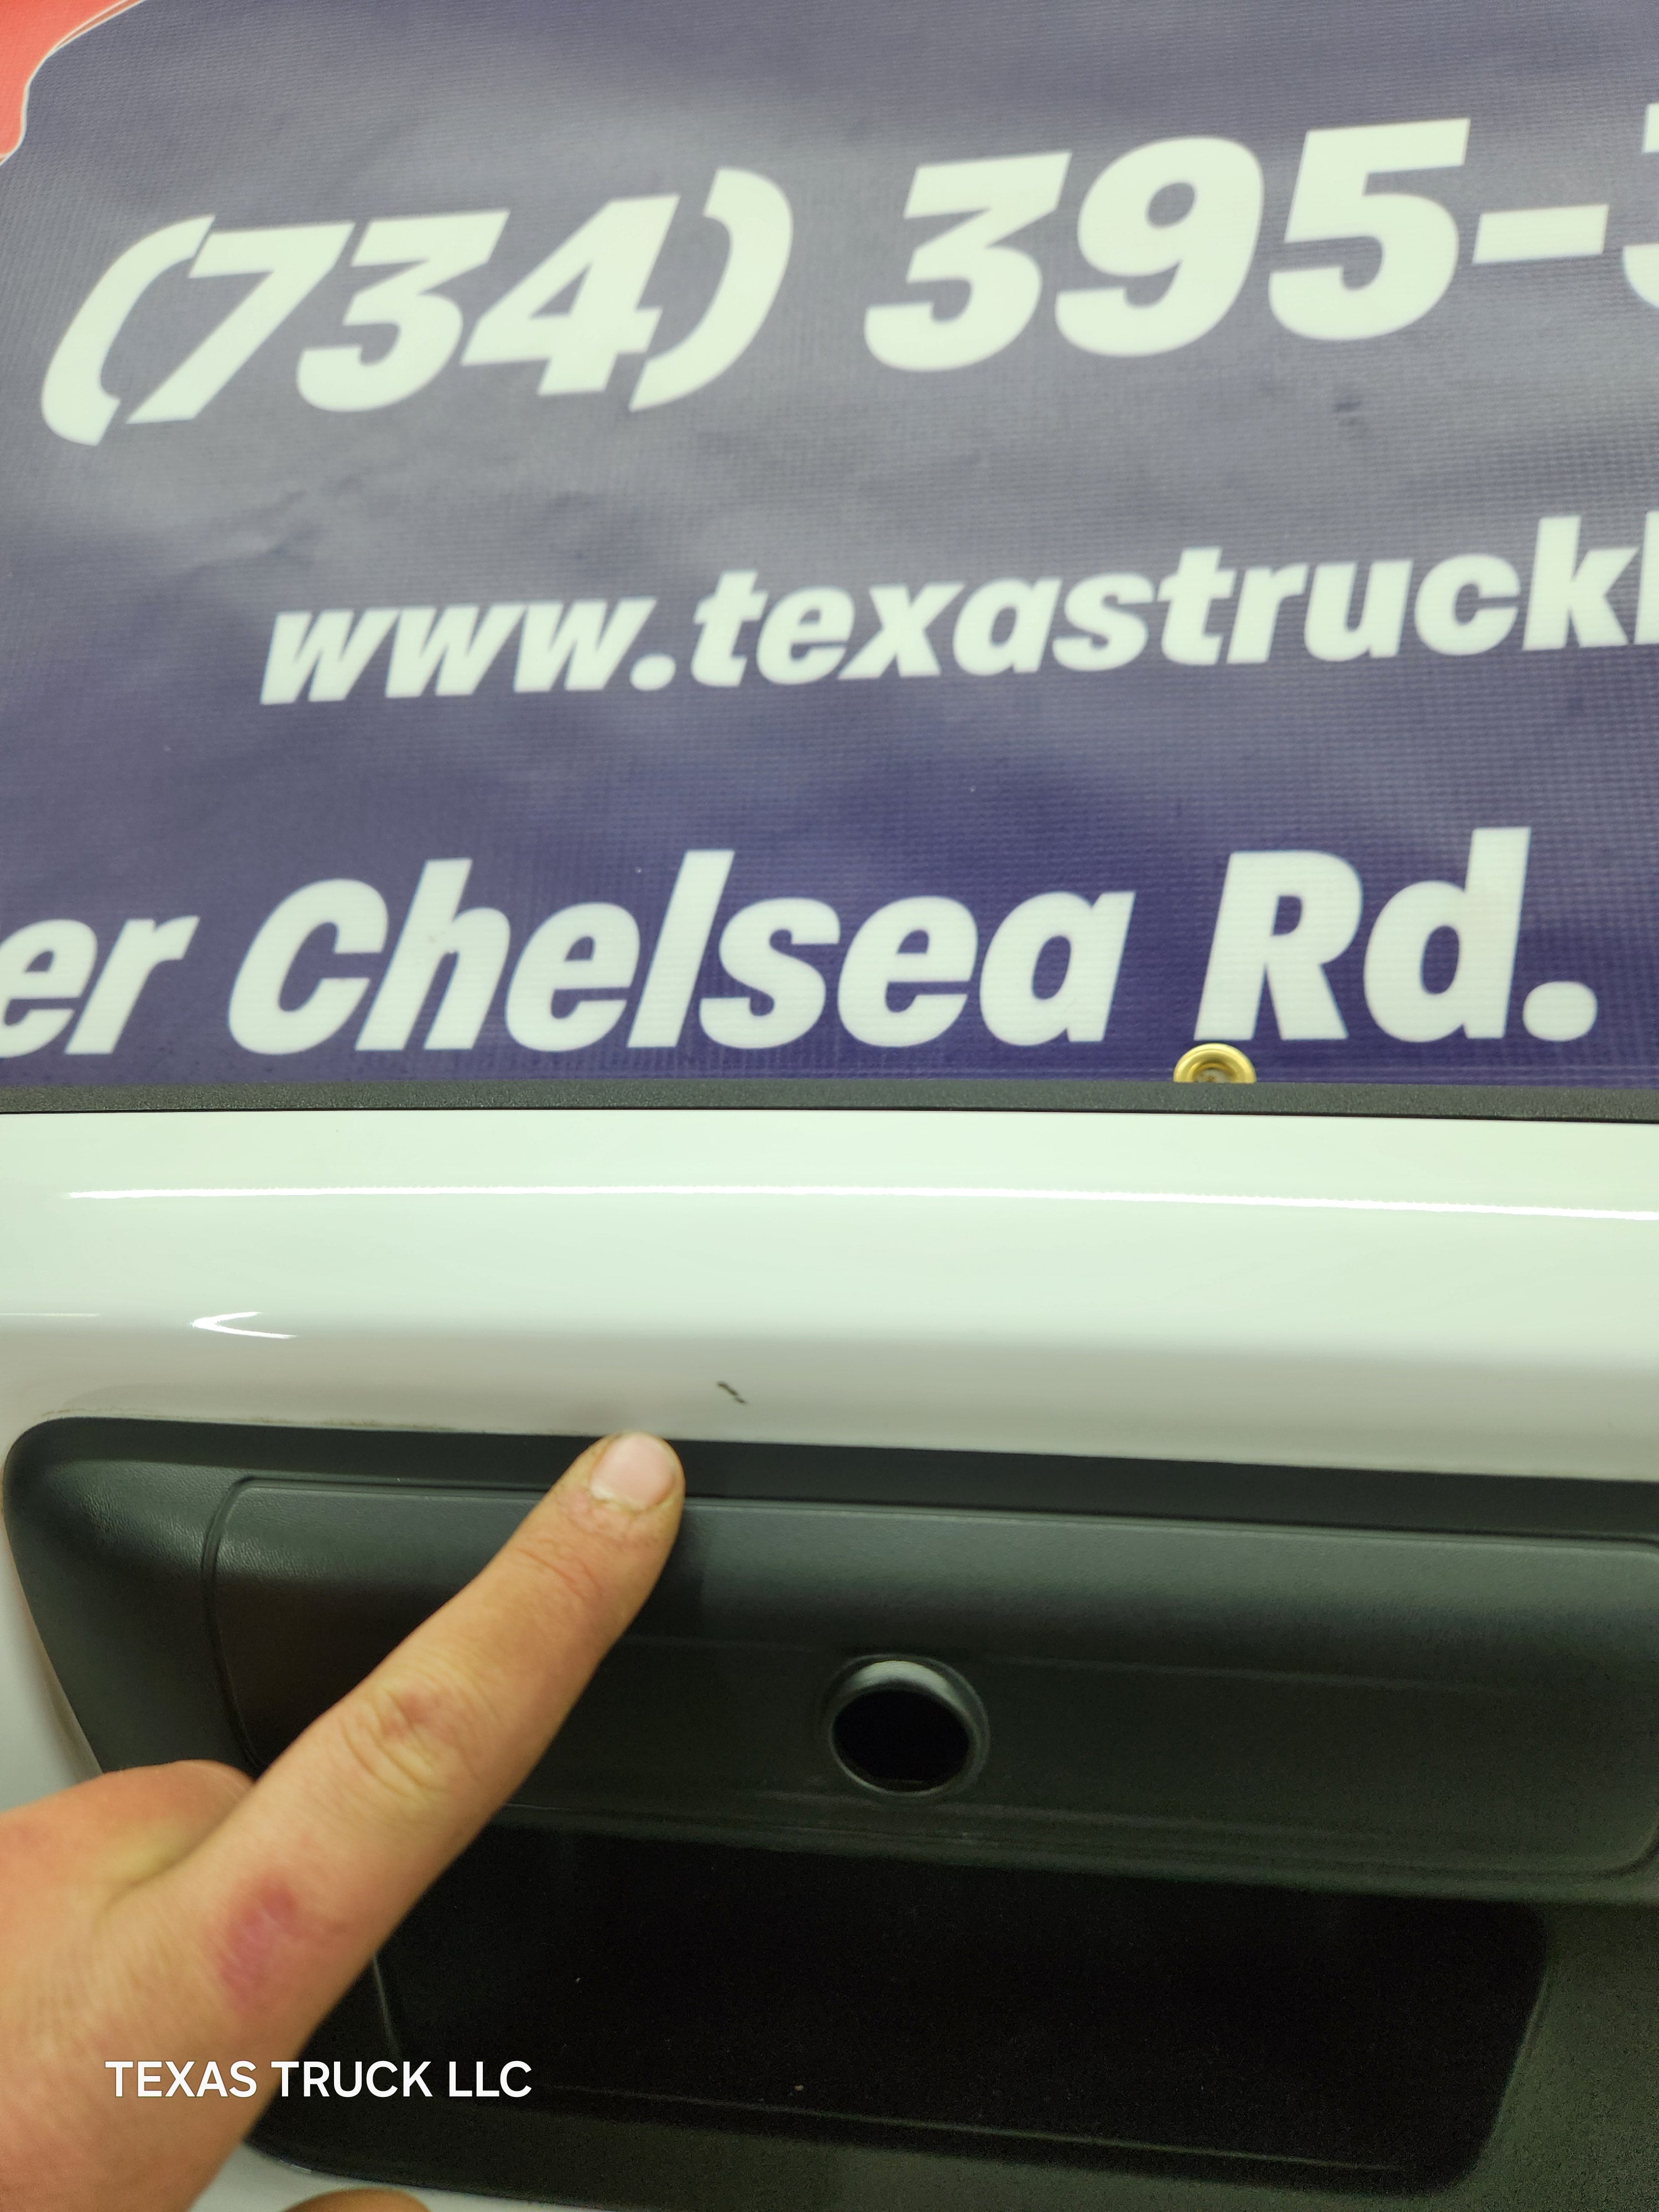 (734) 395-
www.texastruck
er Chelsea Rd.
TEXAS TRUCK LLC